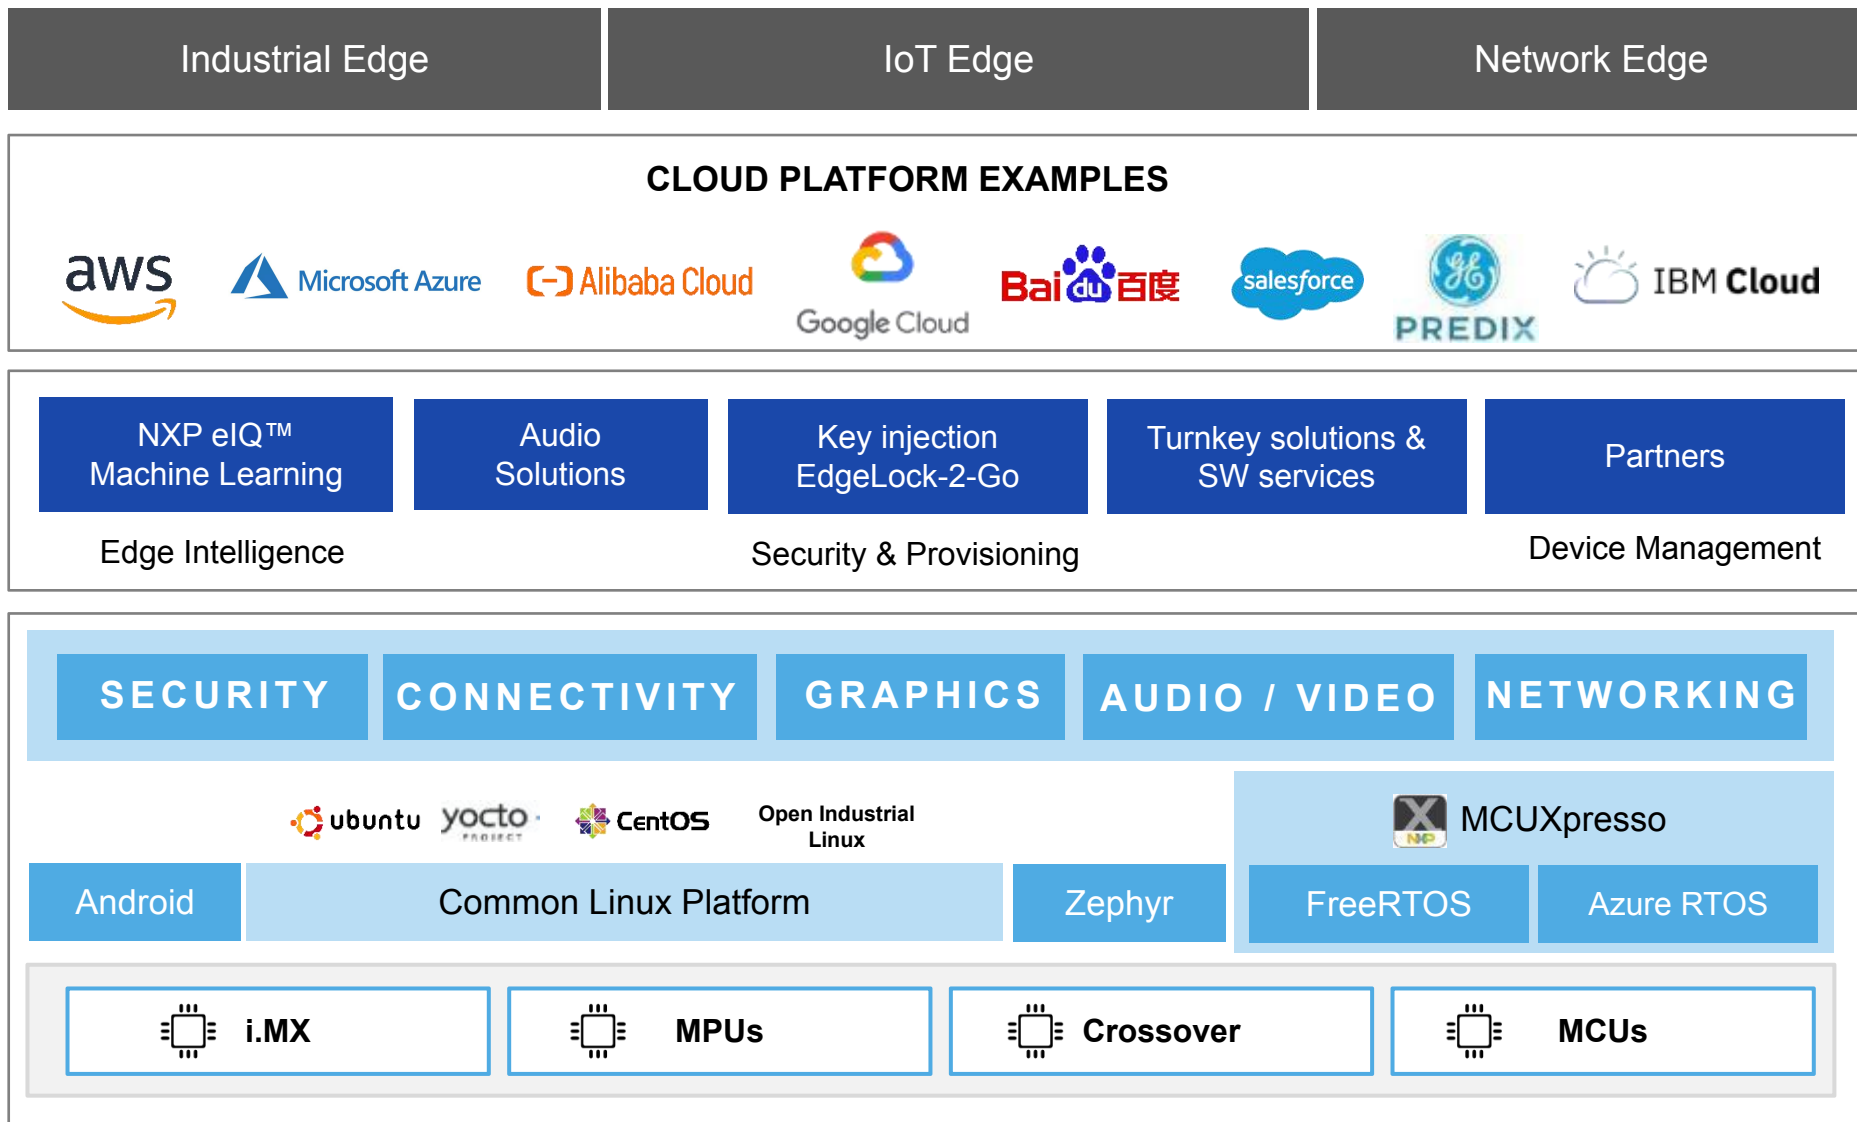 Industrial Edge
IoT Edge
Network Edge
CLOUD PLATFORM EXAMPLES
aws
Microsoft Azure
Alibaba Cloud
Google Cloud
Bai du 百度
salesforce
GE
PREDIX
IBM Cloud
NXP eIQ™
Machine Learning
Audio
Solutions
Key injection
EdgeLock-2-Go
Turnkey solutions &
SW services
Partners
Edge Intelligence
Security & Provisioning
Device Management
SECURITY
CONNECTIVITY
GRAPHICS
AUDIO / VIDEO
NETWORKING
ubuntu
yocto
PROJECT
CentOS
Open Industrial
Linux
X
NXP
MCUXpresso
Android
Common Linux Platform
Zephyr
FreeRTOS
Azure RTOS
i.MX
MPUs
Crossover
MCUs